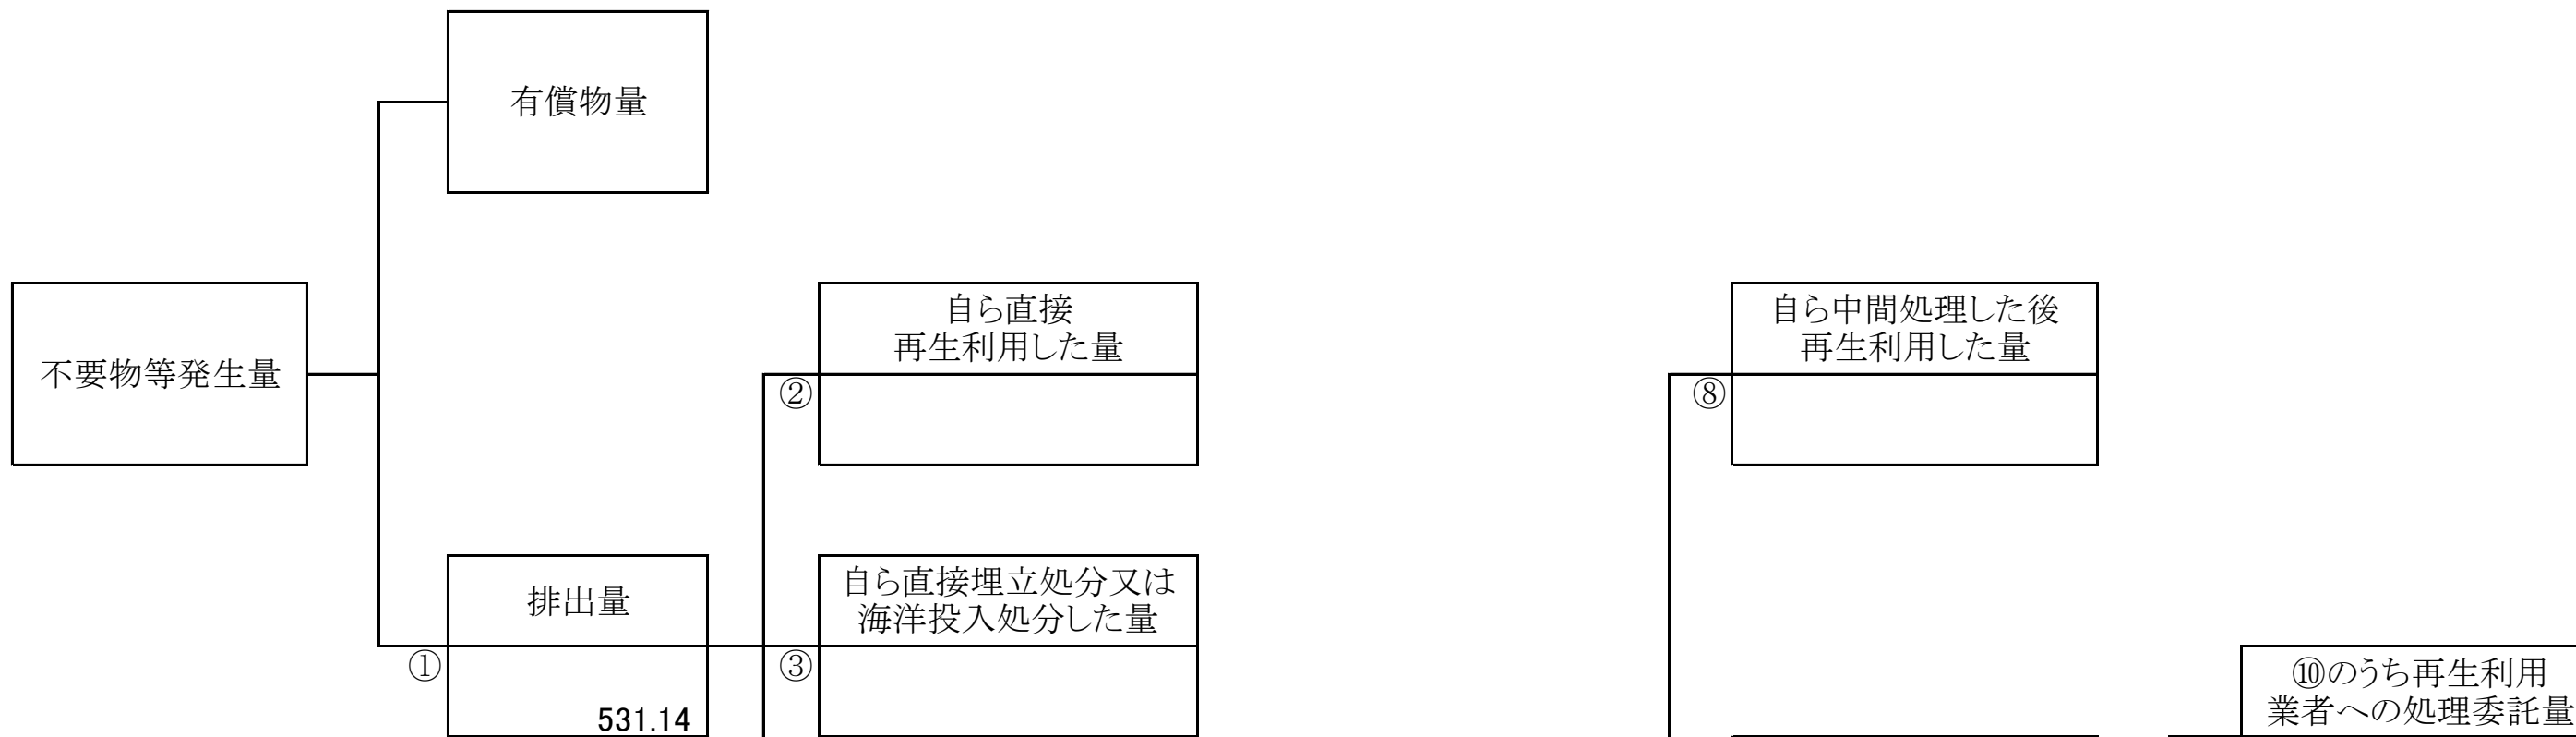 有償物量
不要物等発生量
自ら直接
再生利用した量
②
自ら中間処理した後
再生利用した量
⑧
排出量
①
531.14
自ら直接埋立処分又は
海洋投入処分した量
③
⑩のうち再生利用
業者への処理委託量